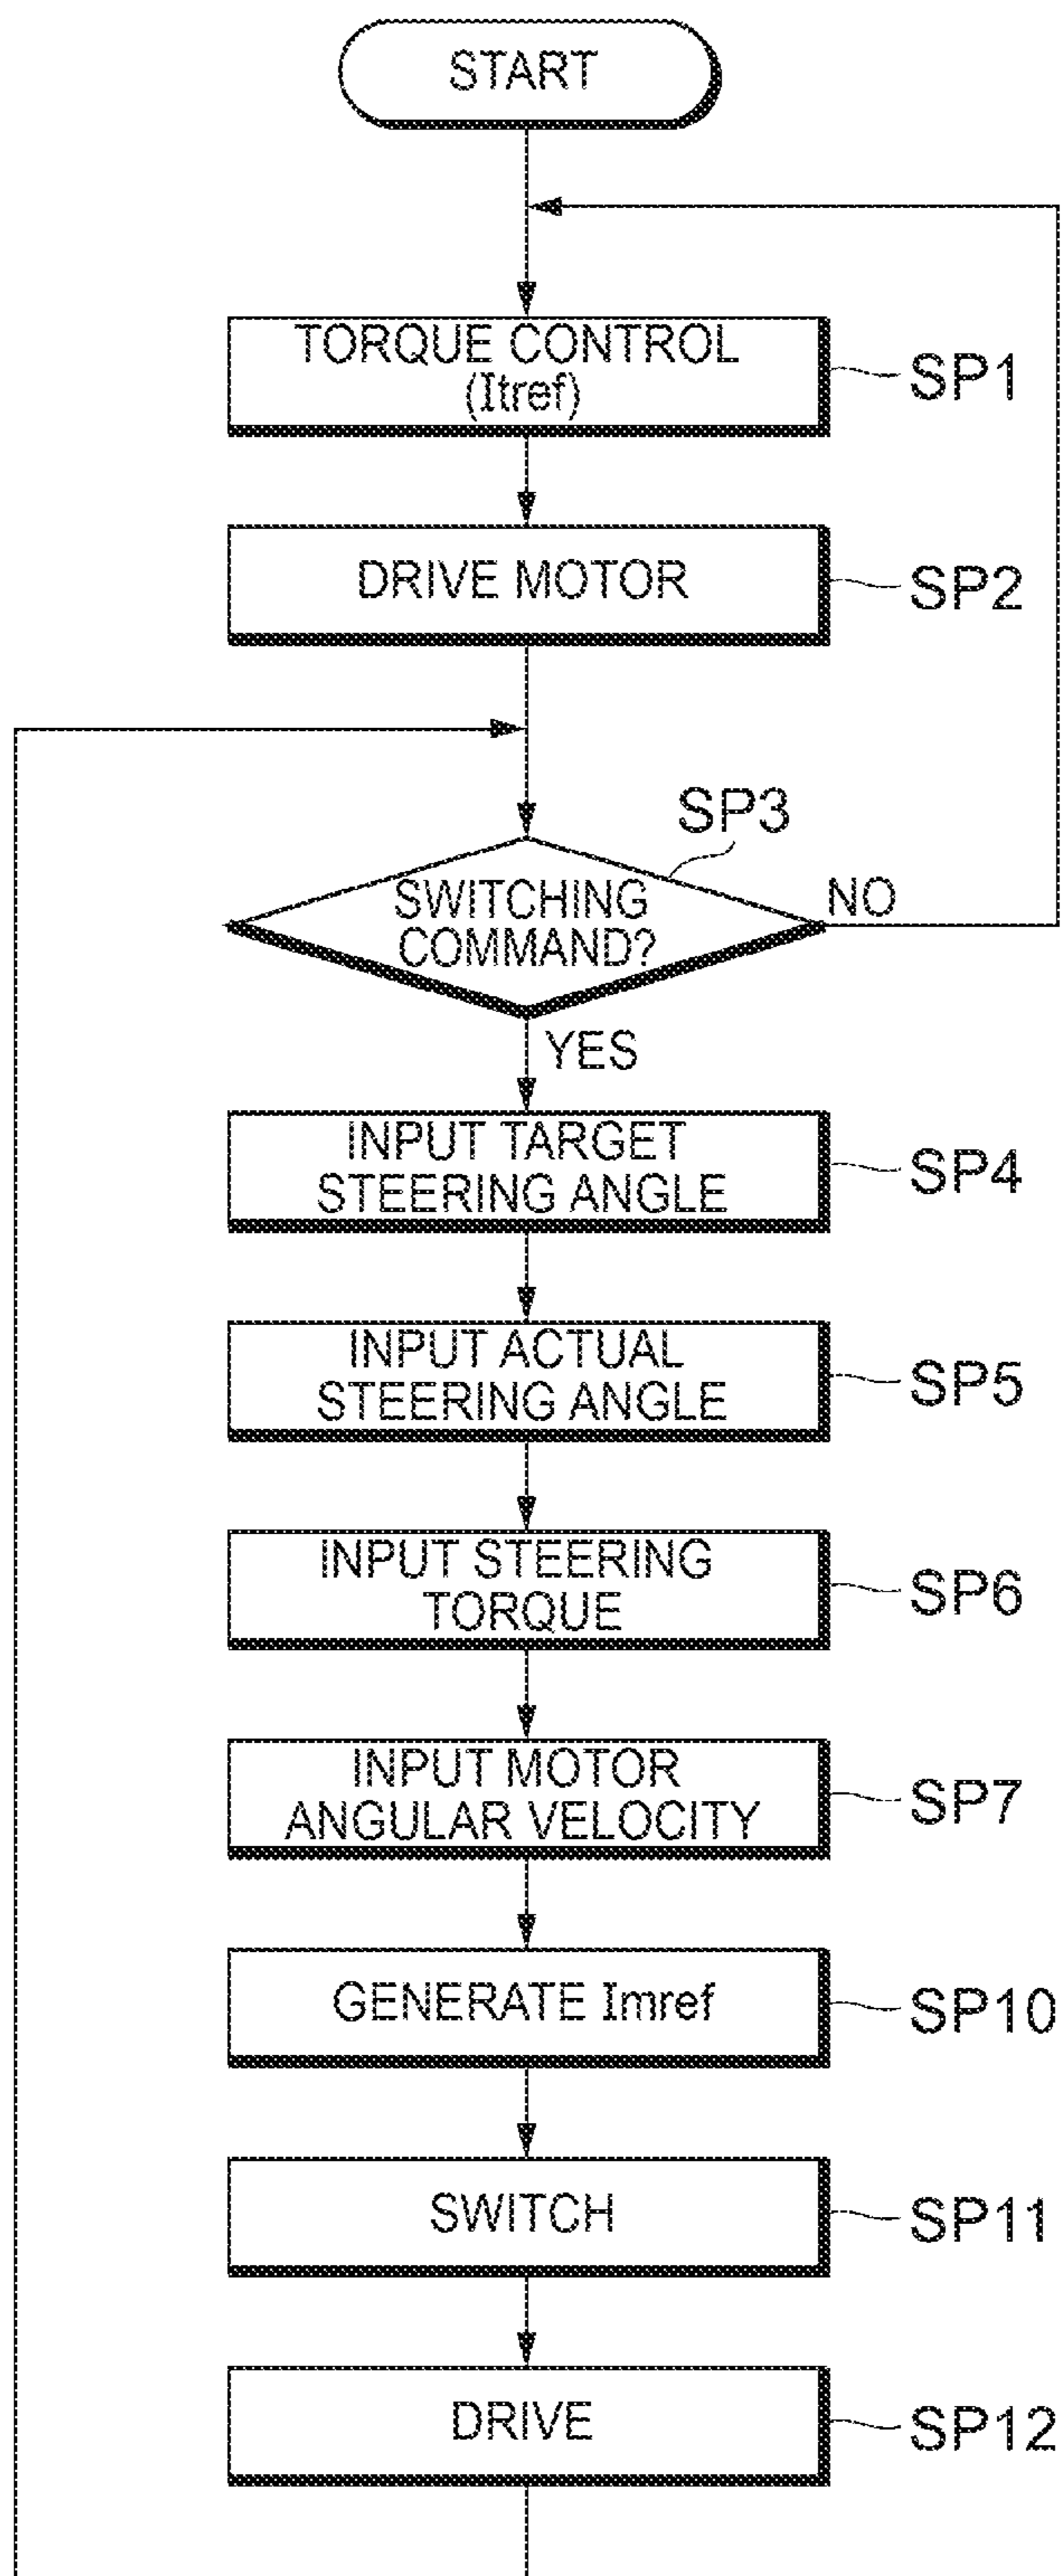 START
TORQUE CONTROL
(Itref)
SP1
DRIVE MOTOR
SP2
SP3
SWITCHING
COMMAND?
NO
YES
INPUT TARGET
STEERING ANGLE
SP4
INPUT ACTUAL
STEERING ANGLE
SP5
INPUT STEERING
TORQUE
SP6
INPUT MOTOR
ANGULAR VELOCITY
SP7
GENERATE Imref
SP10
SWITCH
SP11
DRIVE
SP12